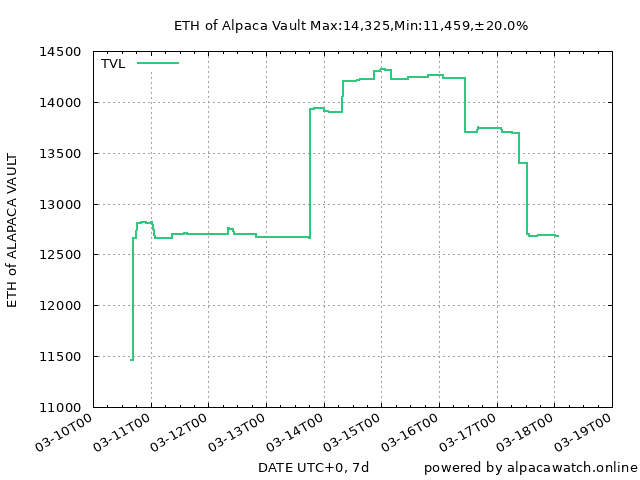 ETH of Alpaca Vault Max:14,325,Min:11,459,±20.0%
TVL
14500
14000
13500
13000
12500
12000
11500
11000
ETH of ALAPACA VAULT
03-10T00
03-11T00
03-12T00
03-13T00
03-14T00
03-15T00
03-16T00
03-17T00
03-18T00
03-19T00
DATE UTC+0, 7d
powered by alpacawatch.online